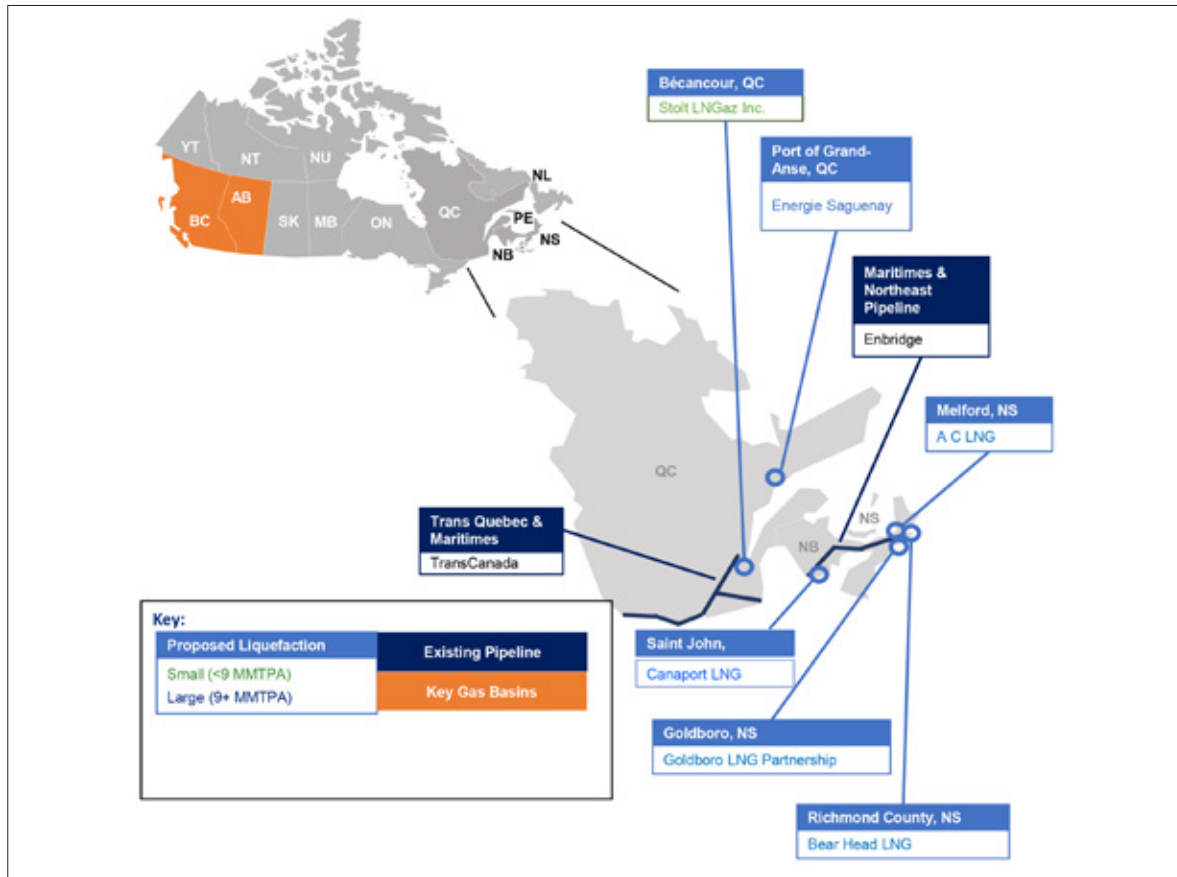 YT
NT
NU
BC
AB
SK
MB
ON
QC
NL
PE
NS
NB
Bécancour, QC
Stolt LNGaz Inc.
Port of Grand-
Anse, QC
Energie Saguenay
Maritimes &
Northeast
Pipeline
Enbridge
Melford, NS
A C LNG
QC
NS
NB
Trans Quebec &
Maritimes
TransCanada
Saint John,
Canaport LNG
Goldboro, NS
Goldboro LNG Partnership
Richmond County, NS
Bear Head LNG
Key:
Proposed Liquefaction
Small (<9 MMTPA)
Large (9+ MMTPA)
Existing Pipeline
Key Gas Basins